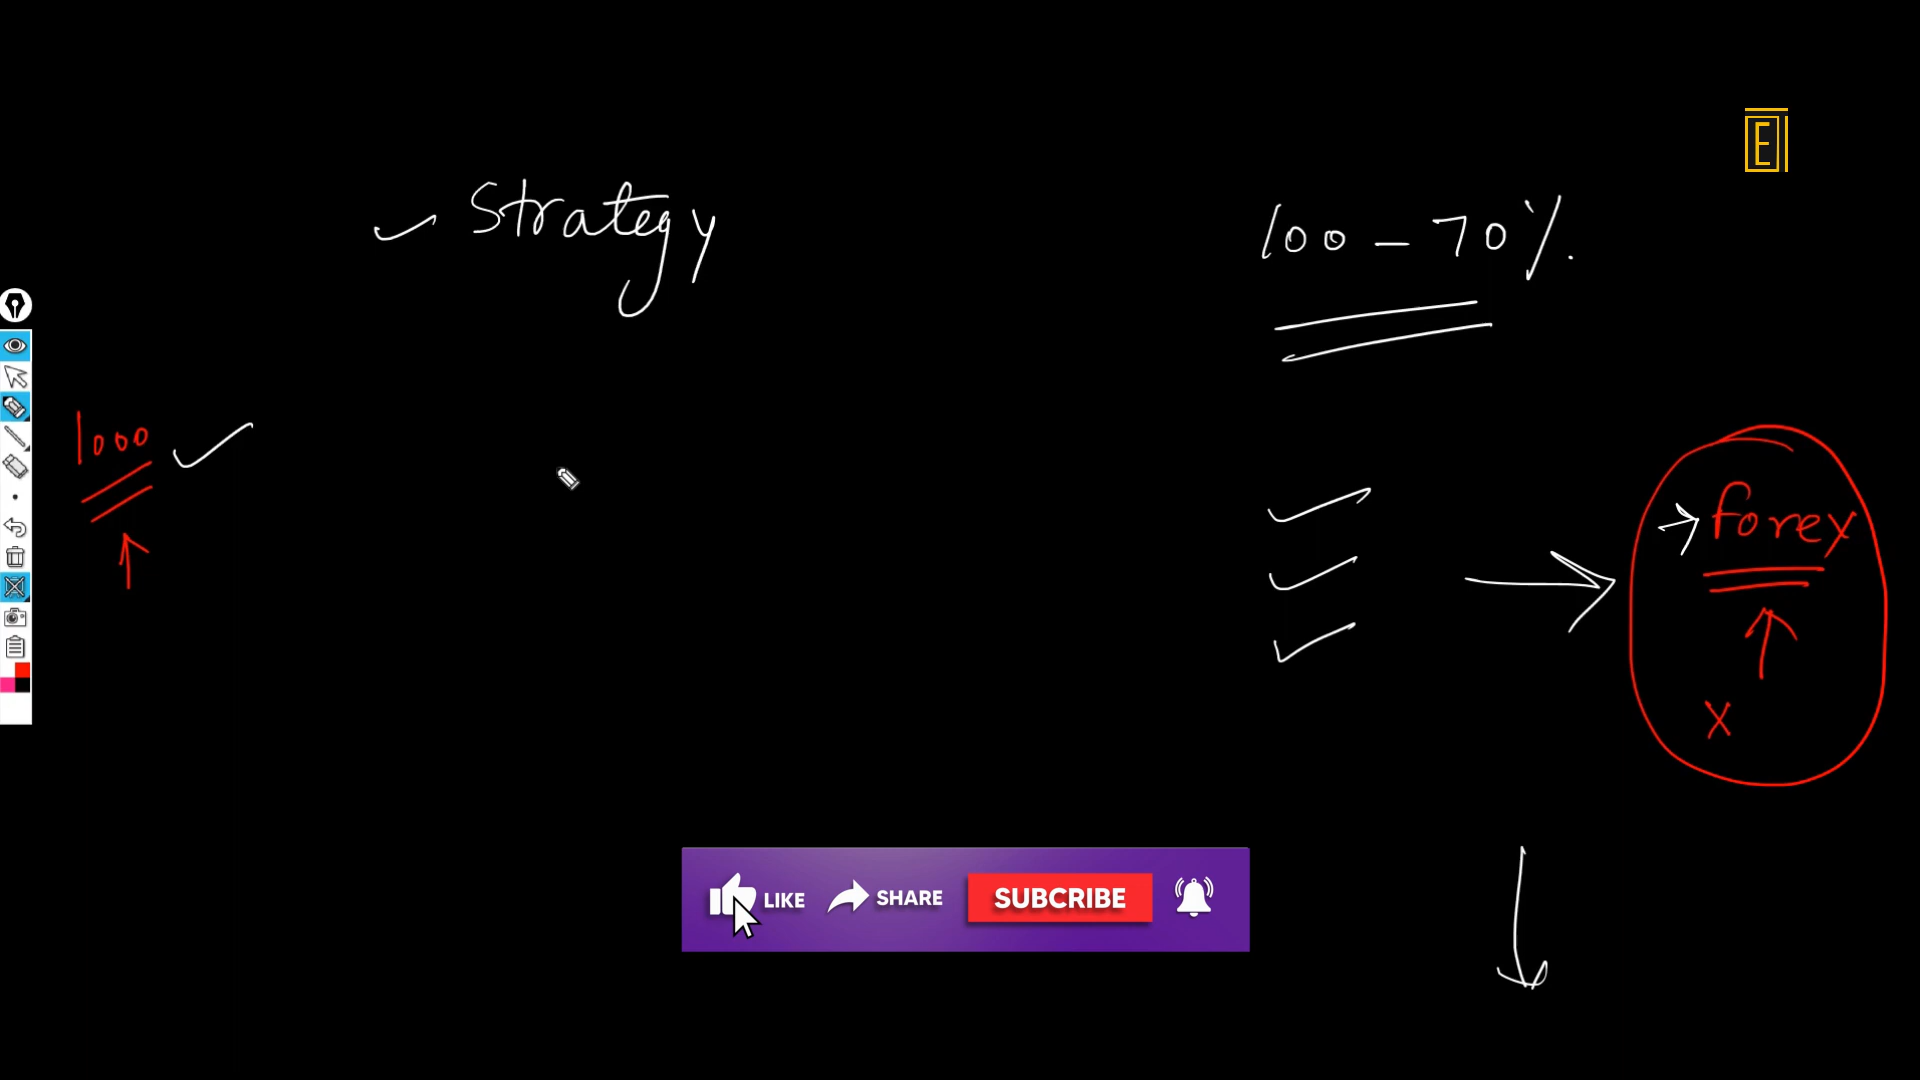 E
Strategy
100 - 70%.
1000
forex
x
LIKE SHARE SUBCRIBE